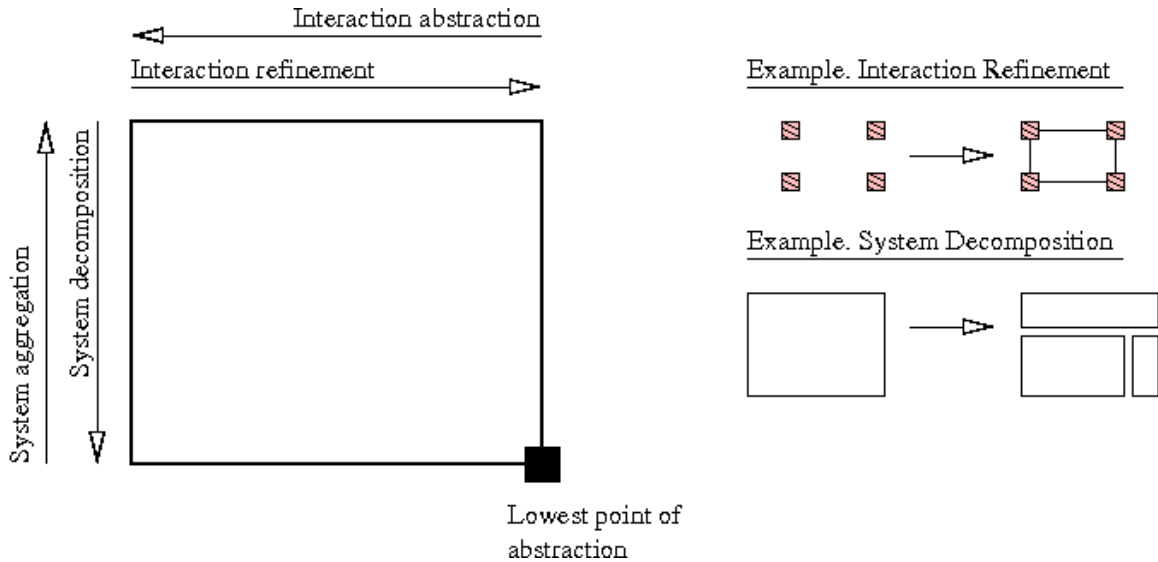 Interaction abstraction
Interaction refinement
System aggregation
System decomposition
Lowest point of
abstraction
Example. Interaction Refinement
Example. System Decomposition